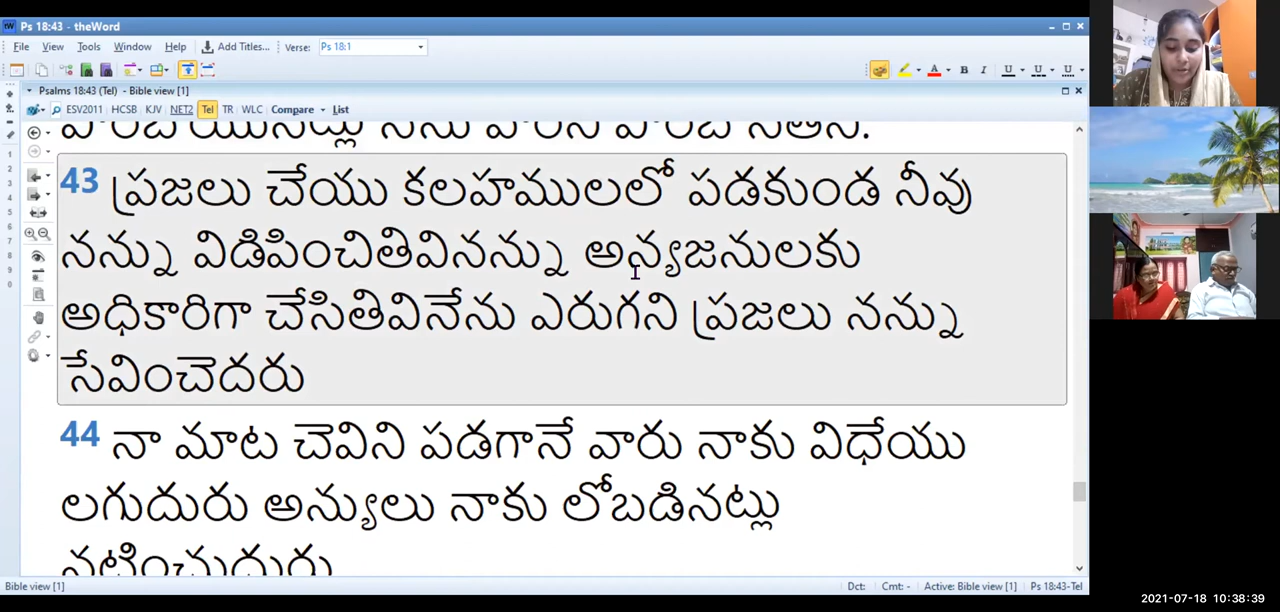 Ps 18:43 - theWord
File View Tools Window Help Add Titles... Verse: Ps 18:1
Psalms 18:43 (Tel) - Bible view [1]
ESV2011 HCSB KJV NET2 Tel TR WLC Compare List
43 ప్రజలు చేయు కలహములలో పడకుండ నీవు
నన్ను విడిపించితివినన్ను అన్యజనులకు
అధికారిగా చేసితివినేను ఎరుగని ప్రజలు నన్ను
సేవించెదరు
44 నా మాట చెవిని పడగానే వారు నాకు విధేయు
లగుదురు అన్యులు నాకు లోబడినట్లు
నటించుదురు
Bible view [1] Dct: Cmt: - Active: Bible view [1] Ps 18:43-Tel
2021-07-18 10:38:39